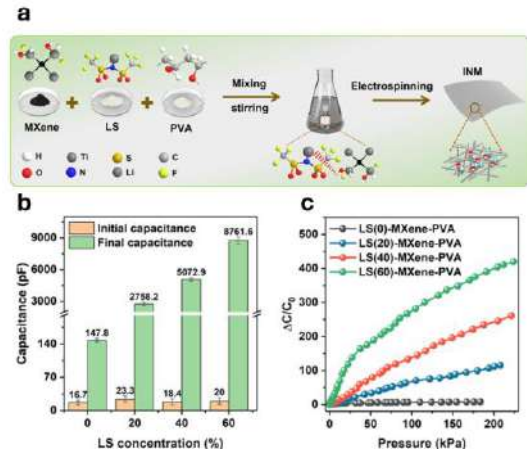 a
Mixing
stirring
Electrospinning
INM
MXene
LS
PVA
H Ti S C
O N Li F
b
Initial capacitance
Final capacitance
Capacitance (pF)
9000
6000
3000
140
70
0
147.8
2758.2
5072.9
8761.6
16.7
23.3
18.4
20
0 20 40 60
LS concentration (%)
c
LS(0)-MXene-PVA
LS(20)-MXene-PVA
LS(40)-MXene-PVA
LS(60)-MXene-PVA
ΔC/C0
500
400
300
200
100
0
0 50 100 150 200
Pressure (kPa)